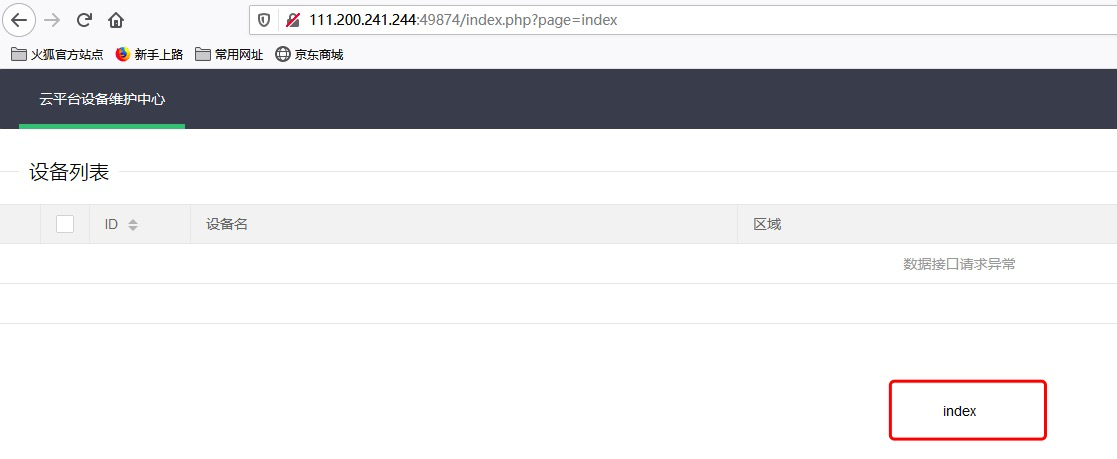 111.200.241.244:49874/index.php?page=index
火狐官方站点 新手上路 常用网址 京东商城
云平台设备维护中心
设备列表
ID 设备名 区域
数据接口请求异常
index